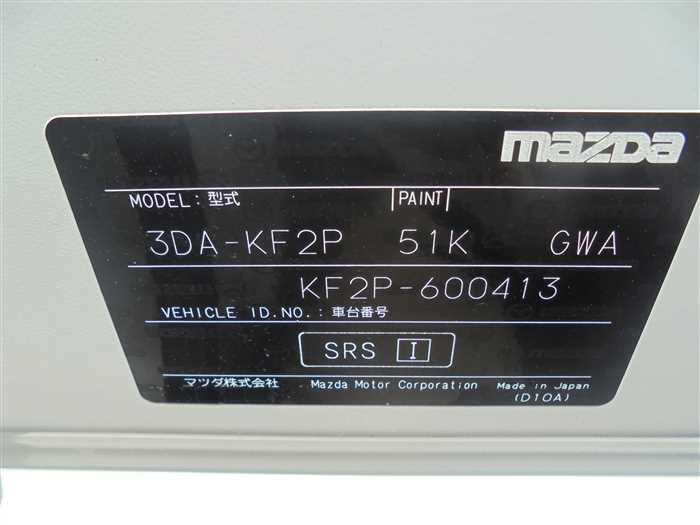 mazda
MODEL: 型式 |PAINT|
3DA-KF2P 51K GWA
KF2P-600413
VEHICLE ID.NO.: 車台番号
SRS I
マツダ株式会社 Mazda Motor Corporation Made in Japan
(D10A)